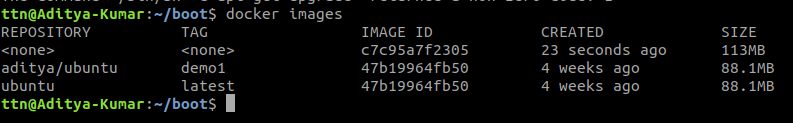 ttn@Aditya-Kumar:~/boot$ docker images
REPOSITORY TAG IMAGE ID CREATED SIZE
<none> <none> c7c95a7f2305 23 seconds ago 113MB
aditya/ubuntu demo1 47b19964fb50 4 weeks ago 88.1MB
ubuntu latest 47b19964fb50 4 weeks ago 88.1MB
ttn@Aditya-Kumar:~/boot$